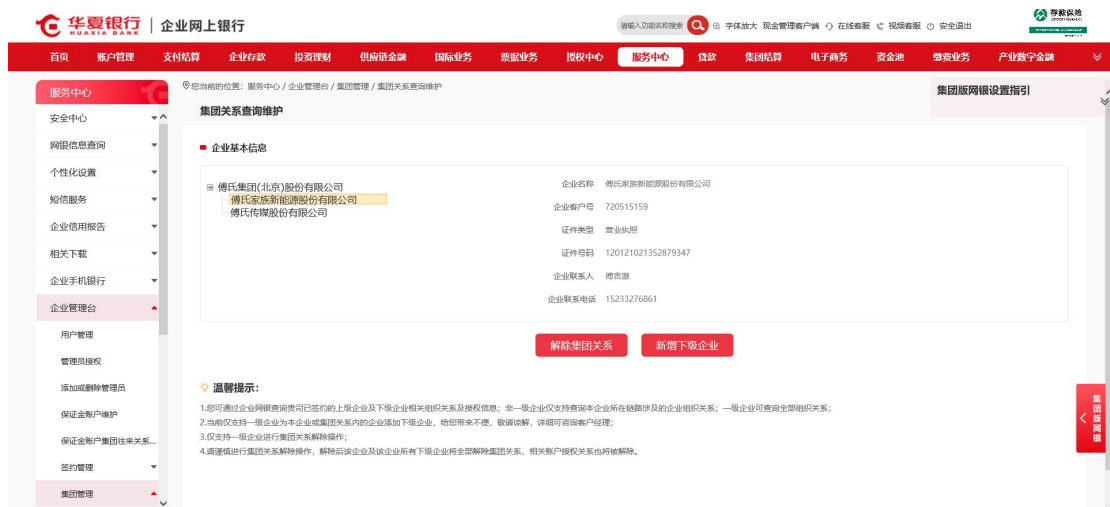 华夏银行 HUAXIA BANK | 企业网上银行
请输入功能名称搜索 字体放大 现金管理客户端 在线客服 视频客服 安全退出
存款保险
首页 账户管理 支付结算 企业存款 投资理财 供应链金融 国际业务 票据业务 授权中心 服务中心 贷款 集团结算 电子商务 资金池 缴费业务 产业数字金融
服务中心
安全中心
网银信息查询
个性化设置
短信服务
企业信用报告
相关下载
企业手机银行
企业管理台
用户管理
管理员授权
添加或删除管理员
保证金账户维护
保证金账户集团往来关系...
签约管理
集团管理
您当前的位置：服务中心 / 企业管理台 / 集团管理 / 集团关系查询维护
集团版网银设置指引
集团关系查询维护
企业基本信息
傅氏集团(北京)股份有限公司
傅氏家族新能源股份有限公司
傅氏传媒股份有限公司
企业名称 傅氏家族新能源股份有限公司
企业客户号 720515159
证件类型 营业执照
证件号码 120121021352879347
企业联系人 傅言澈
企业联系电话 15233276861
解除集团关系 新增下级企业
温馨提示：
1.您可通过企业网银查询贵司已签约的上级企业及下级企业相关组织关系及授权信息；非一级企业仅支持查询本企业所在链路涉及的企业组织关系；一级企业可查询全部组织关系；
2.当前仅支持一级企业为本企业或集团关系内的企业添加下级企业，给您带来不便，敬请谅解，详细可咨询客户经理；
3.仅支持一级企业进行集团关系解除操作；
4.请谨慎进行集团关系解除操作，解除后该企业及该企业所有下级企业将全部解除集团关系，相关账户授权关系也将被解除。
集团版网银